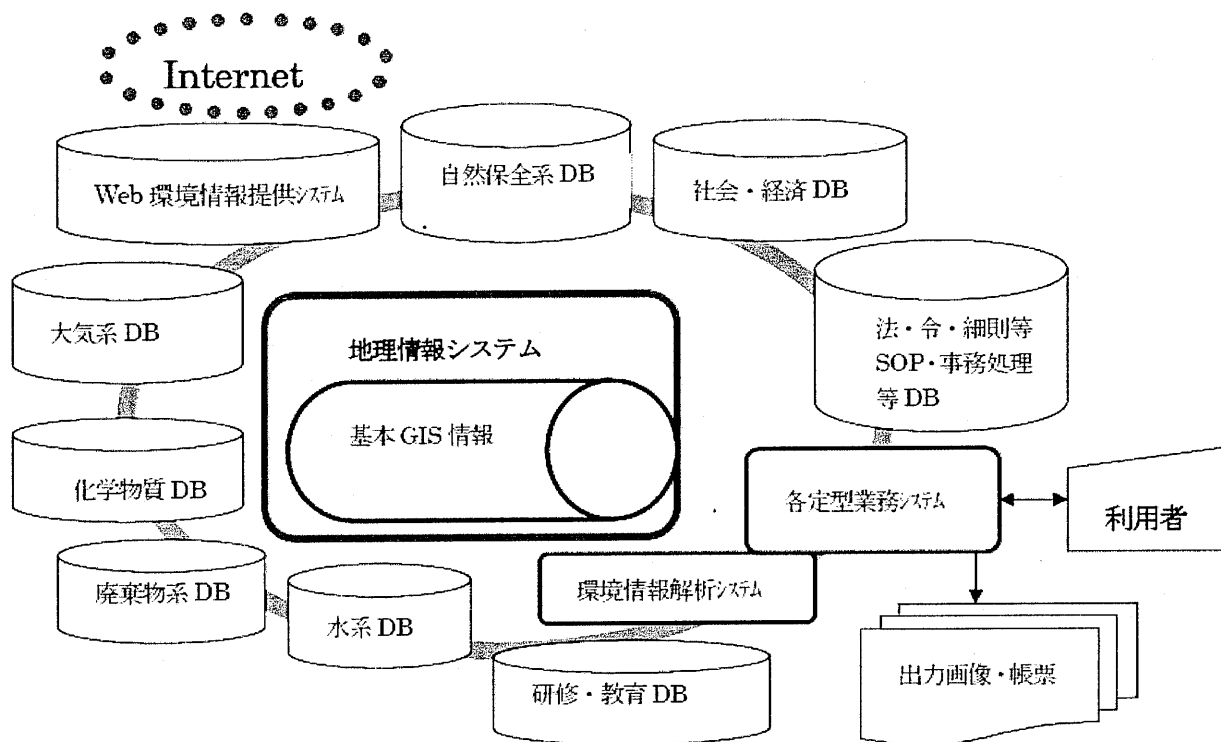 Internet
Web 環境情報提供システム
自然保全系 DB
社会・経済 DB
大気系 DB
地理情報システム
基本 GIS 情報
法・令・細則等
SOP・事務処理
等 DB
化学物質 DB
各定型業務システム
利用者
廃棄物系 DB
水系 DB
環境情報解析システム
研修・教育 DB
出力画像・帳票